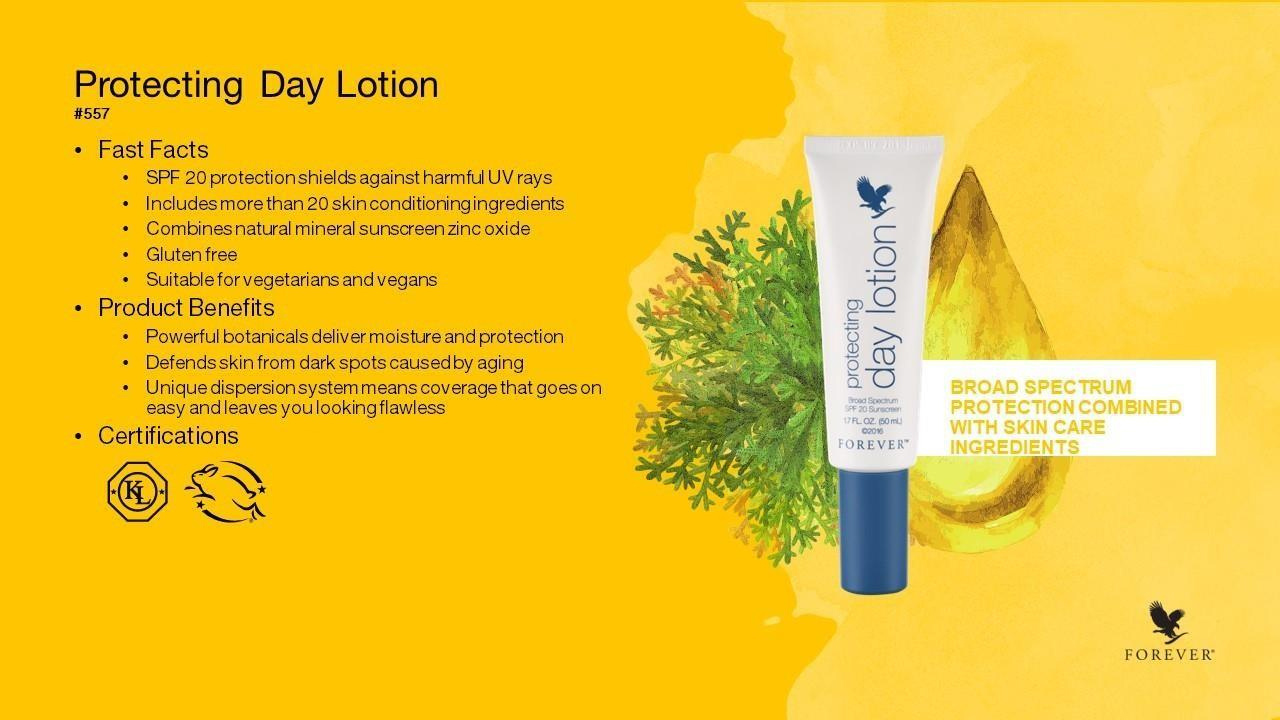 Protecting Day Lotion
#557
• Fast Facts
• SPF 20 protection shields against harmful UV rays
• Includes more than 20 skin conditioning ingredients
• Combines natural mineral sunscreen zinc oxide
• Gluten free
• Suitable for vegetarians and vegans
• Product Benefits
• Powerful botanicals deliver moisture and protection
• Defends skin from dark spots caused by aging
• Unique dispersion system means coverage that goes on
easy and leaves you looking flawless
• Certifications
KL
protecting
day lotion
Broad Spectrum
SPF 20 Sunscreen
1.7 FL. OZ. (50 mL)
©2016
FOREVER™
BROAD SPECTRUM
PROTECTION COMBINED
WITH SKIN CARE
INGREDIENTS
FOREVER®